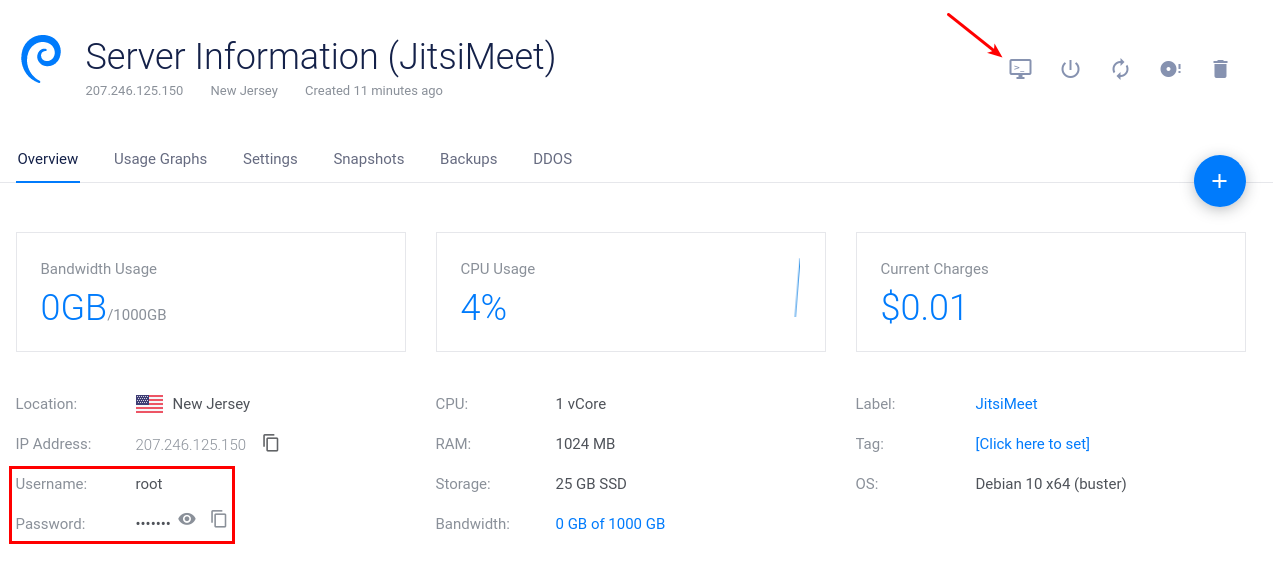 Server Information (JitsiMeet)
207.246.125.150 New Jersey Created 11 minutes ago
Overview Usage Graphs Settings Snapshots Backups DDOS
+
Bandwidth Usage
0GB/1000GB
CPU Usage
4%
Current Charges
$0.01
Location: New Jersey
IP Address: 207.246.125.150
Username: root
Password: •••••••
CPU: 1 vCore
RAM: 1024 MB
Storage: 25 GB SSD
Bandwidth: 0 GB of 1000 GB
Label: JitsiMeet
Tag: [Click here to set]
OS: Debian 10 x64 (buster)